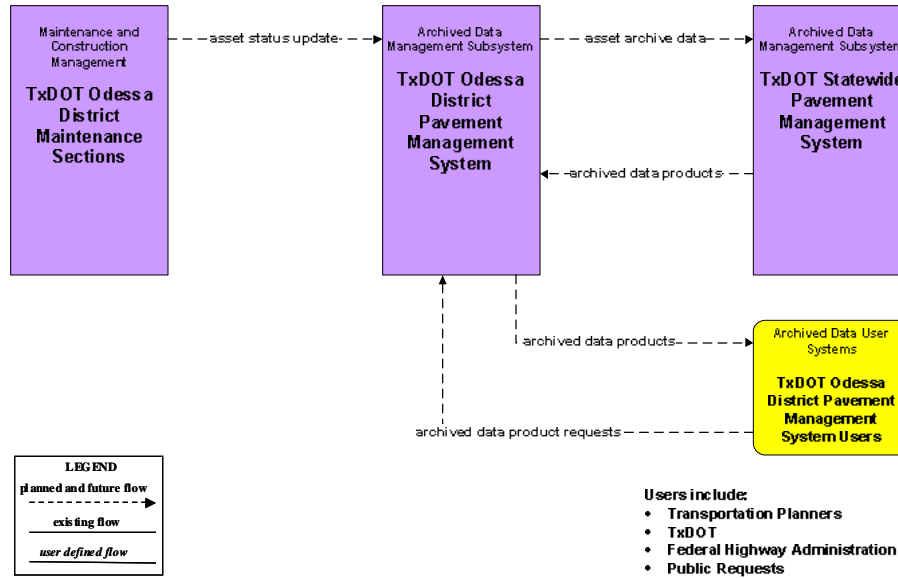 Maintenance and
Construction
Management
TxDOT Odessa
District
Maintenance
Sections
asset status update
Archived Data
Management Subsystem
TxDOT Odessa
District
Pavement
Management
System
asset archive data
archived data products
Archived Data
Management Subsystem
TxDOT Statewide
Pavement
Management
System
archived data products
archived data product requests
Archived Data User
Systems
TxDOT Odessa
District Pavement
Management
System Users
LEGEND
planned and future flow
existing flow
user defined flow
Users include:
• Transportation Planners
• TxDOT
• Federal Highway Administration
• Public Requests